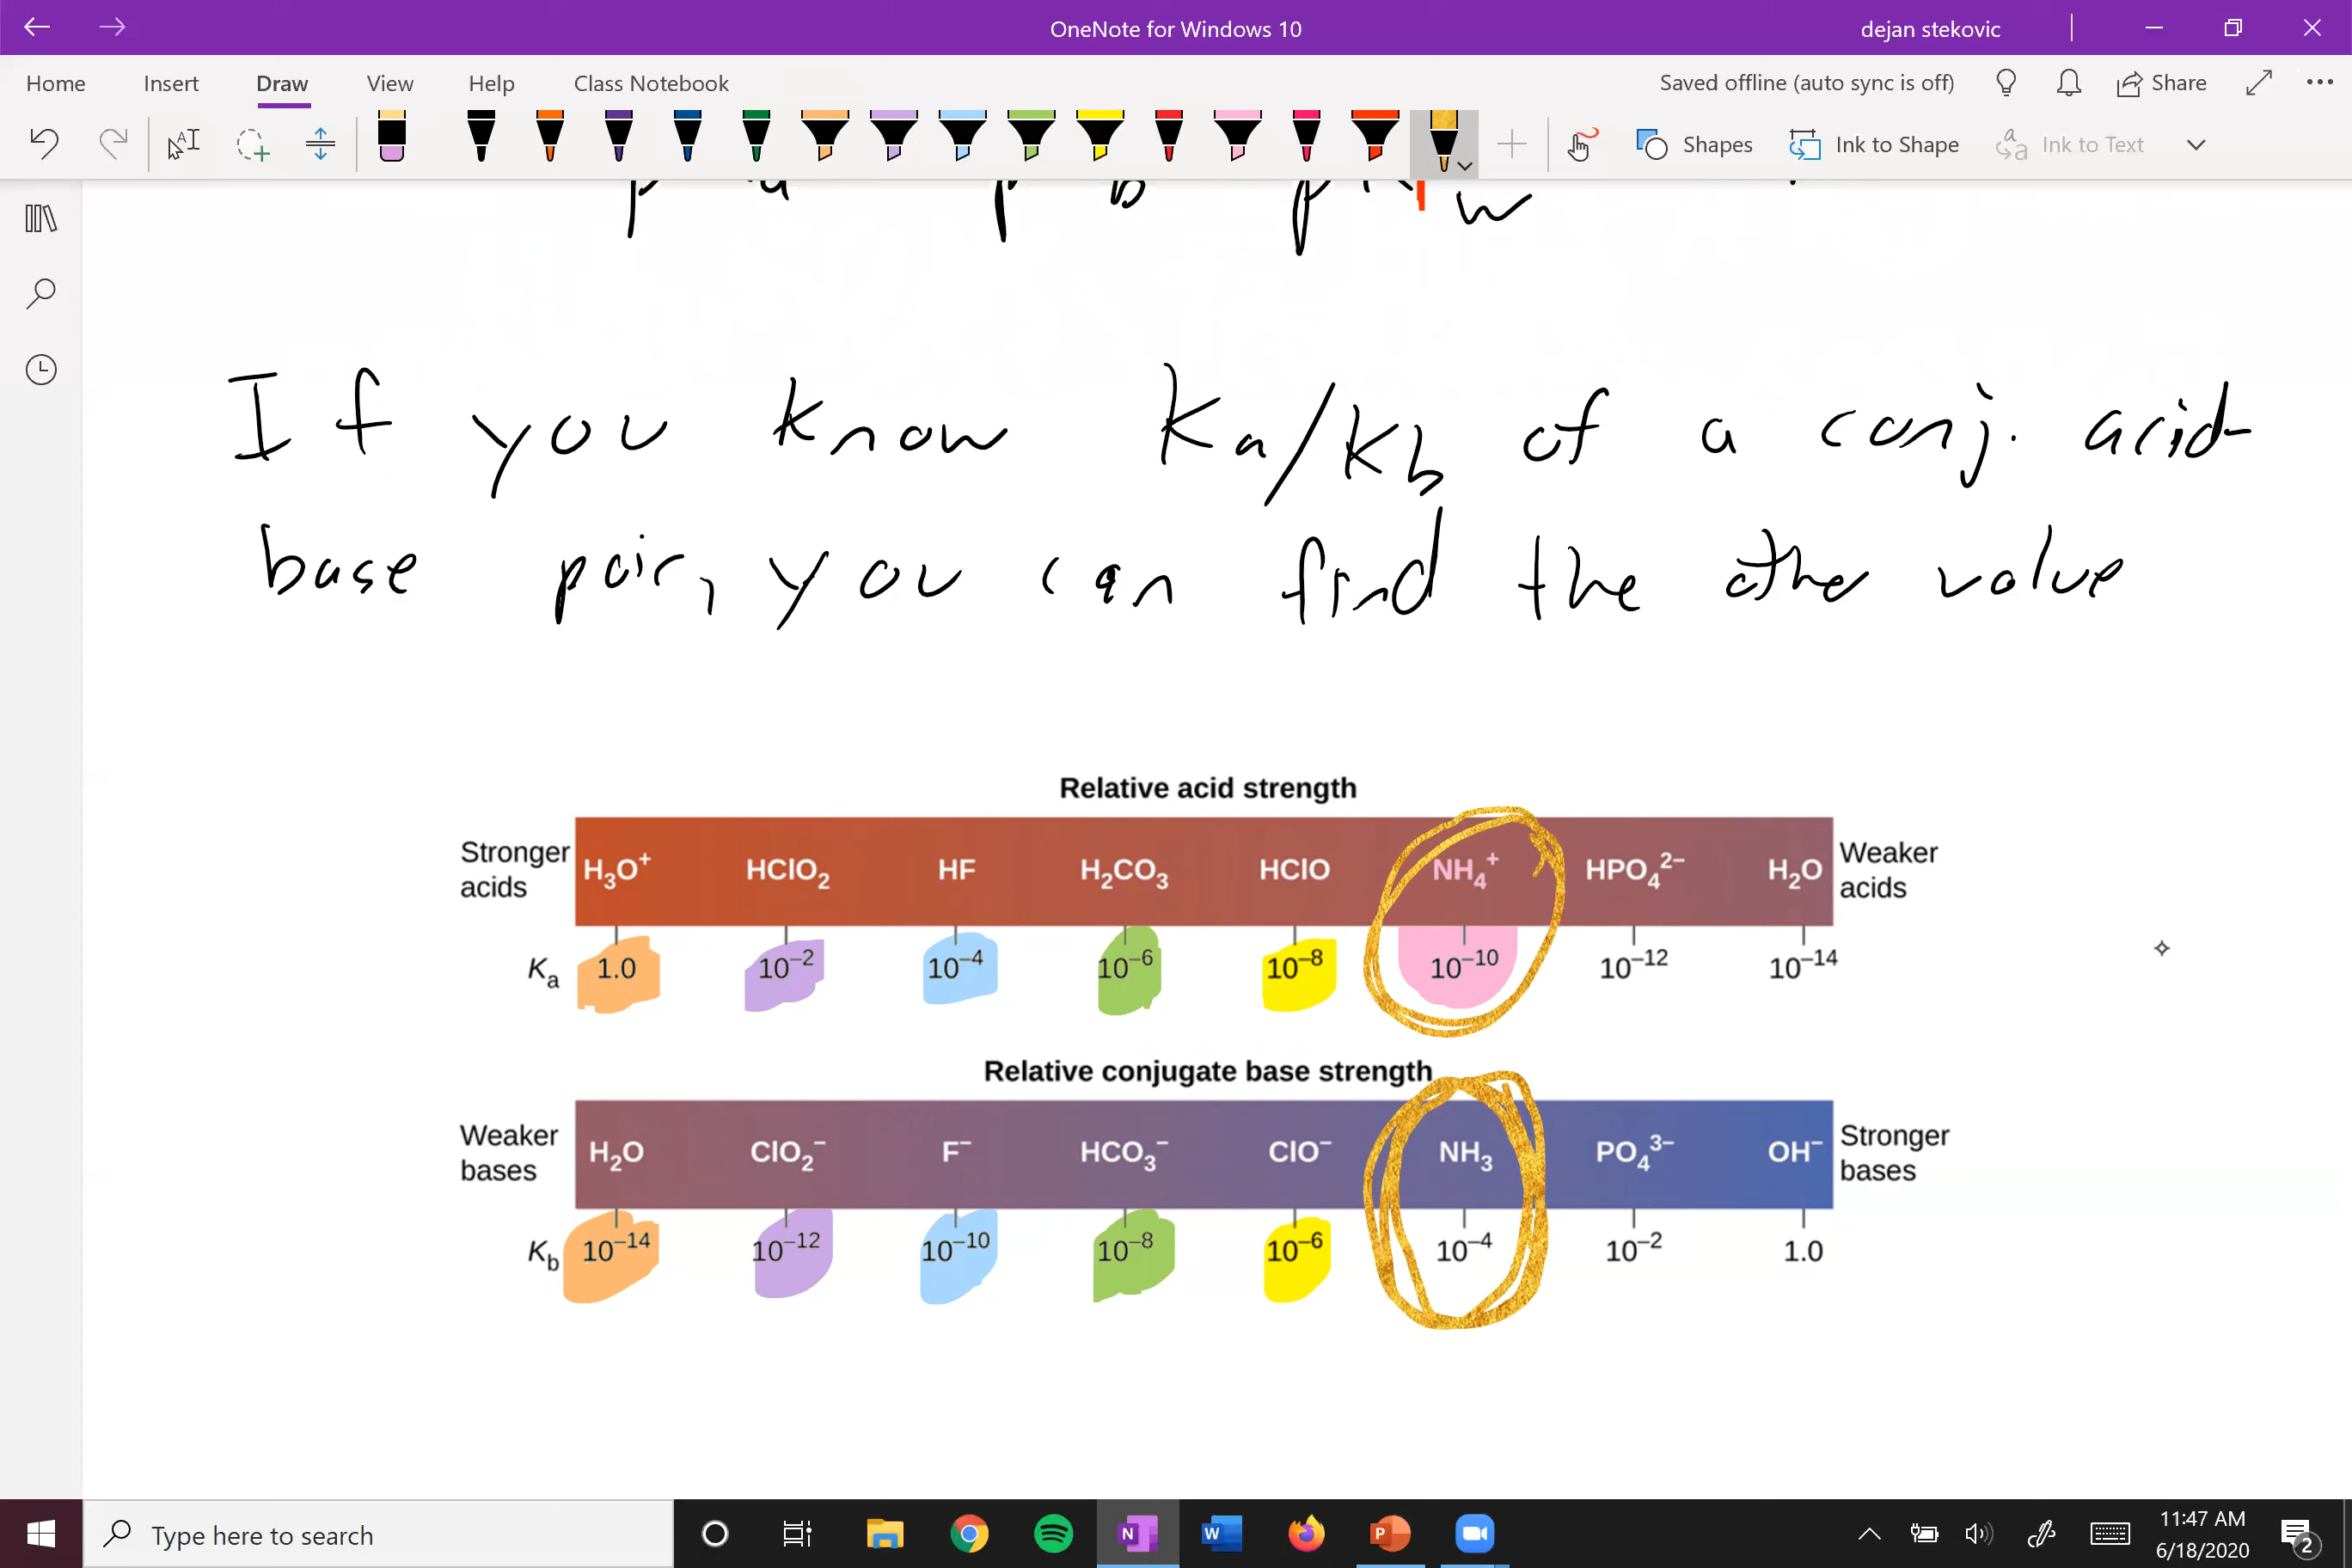 OneNote for Windows 10
dejan stekovic
Home Insert Draw View Help Class Notebook
Saved offline (auto sync is off) Share
Shapes Ink to Shape Ink to Text
w
If you know Ka/Kb of a conj. acid-
base pair, you can find the other value
Relative acid strength
Stronger acids H₃O⁺ HClO₂ HF H₂CO₃ HClO NH₄⁺ HPO₄²⁻ H₂O Weaker acids
Kₐ 1.0 10⁻² 10⁻⁴ 10⁻⁶ 10⁻⁸ 10⁻¹⁰ 10⁻¹² 10⁻¹⁴
Relative conjugate base strength
Weaker bases H₂O ClO₂⁻ F⁻ HCO₃⁻ ClO⁻ NH₃ PO₄³⁻ OH⁻ Stronger bases
K_b 10⁻¹⁴ 10⁻¹² 10⁻¹⁰ 10⁻⁸ 10⁻⁶ 10⁻⁴ 10⁻² 1.0
Type here to search
11:47 AM
6/18/2020
2